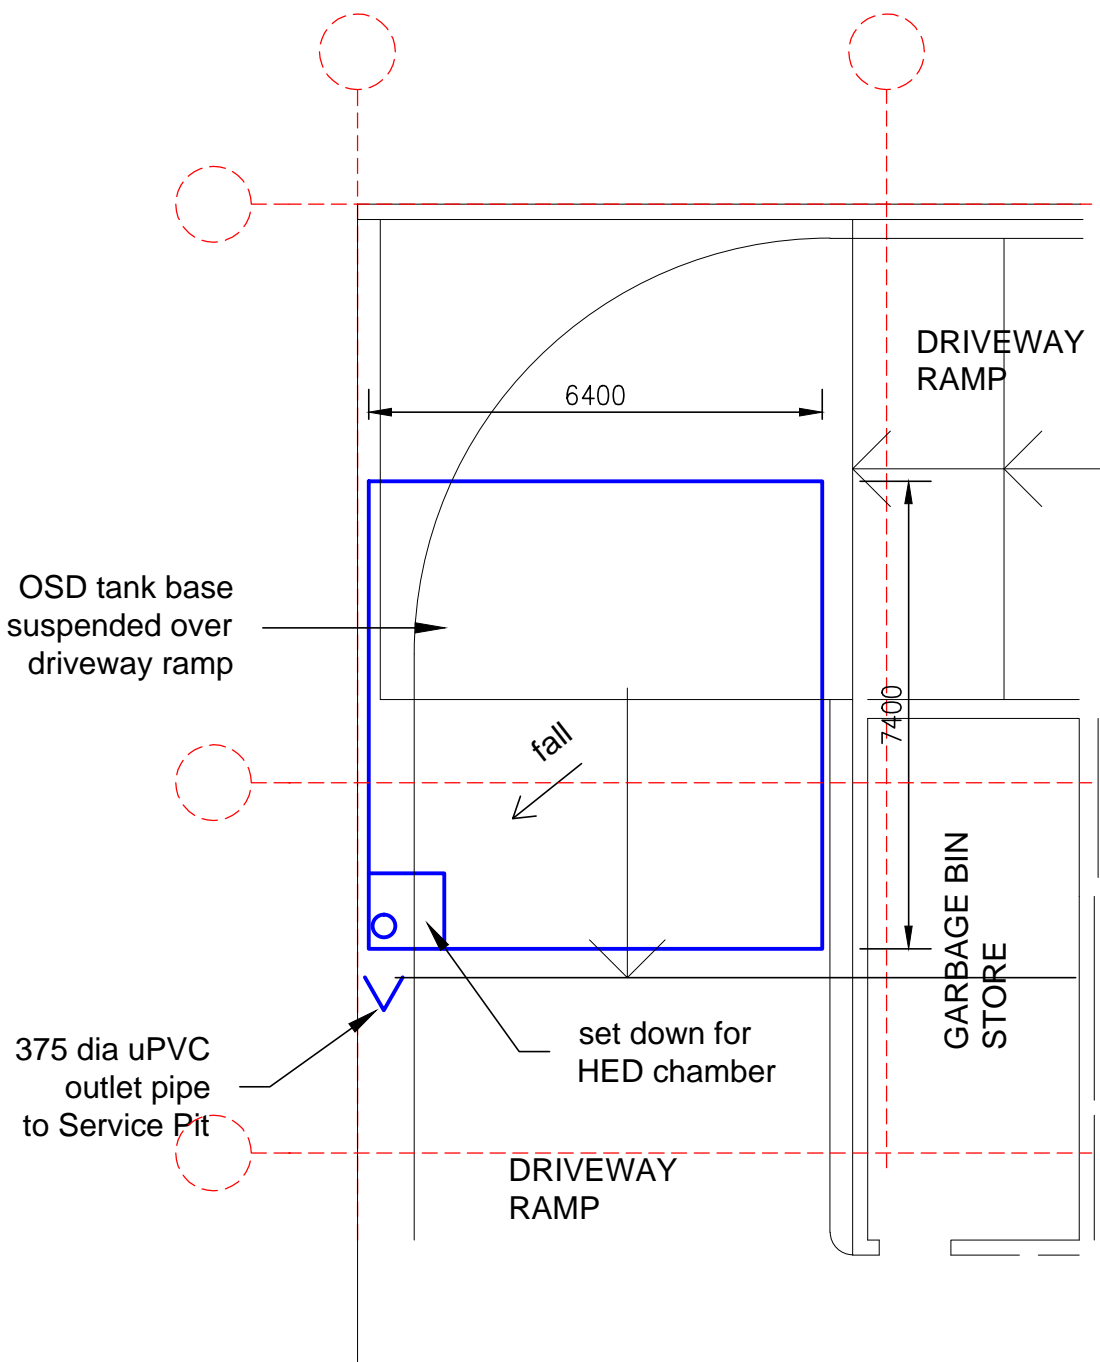 DRIVEWAY
RAMP
6400
OSD tank base
suspended over
driveway ramp
7400
fall
GARBAGE BIN
STORE
set down for
HED chamber
375 dia uPVC
outlet pipe
to Service Pit
DRIVEWAY
RAMP